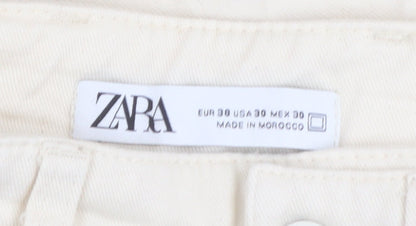 ZARA
EUR 38 USA 30 MEX 30
MADE IN MOROCCO